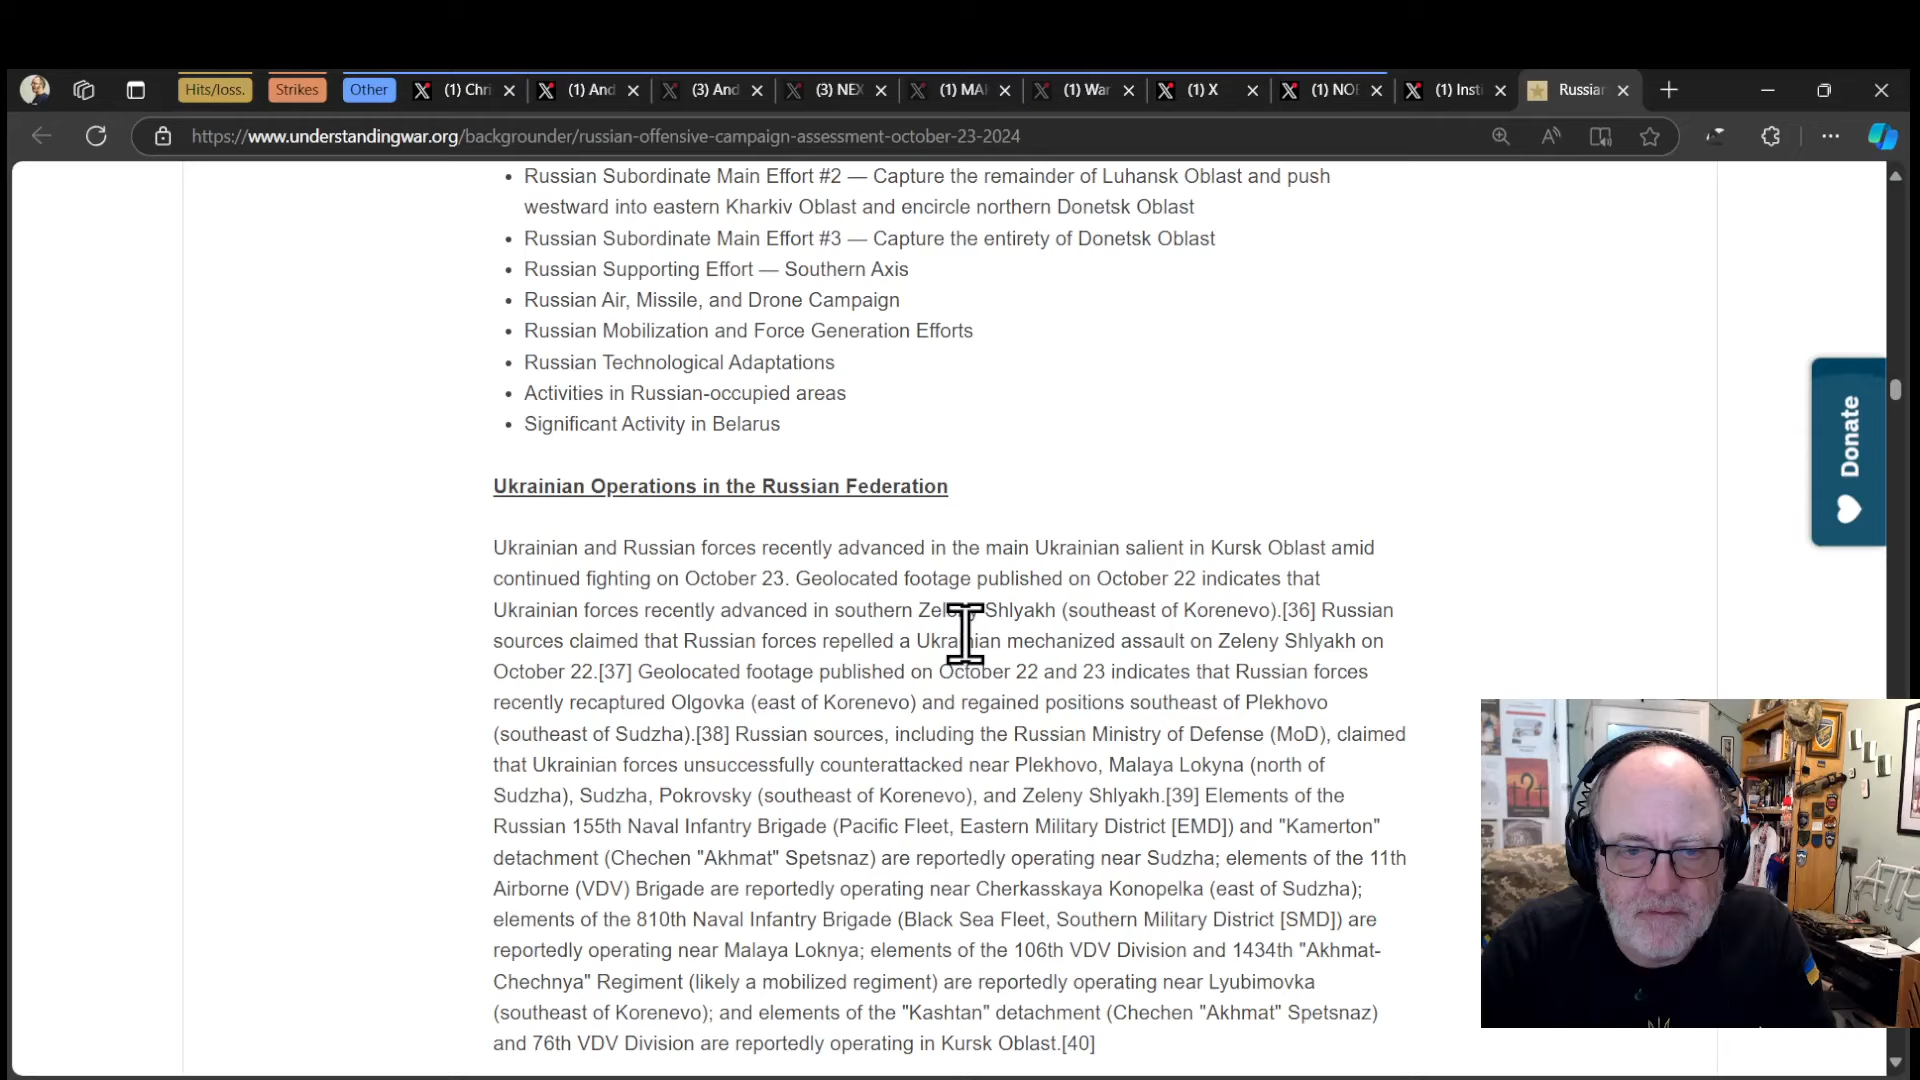 Hits/loss.
Strikes
Other
(1) Chri
(1) And
(3) And
(3) NEX
(1) MAI
(1) War
(1) X
(1) NOI
(1) Insti
Russiar
https://www.understandingwar.org/backgrounder/russian-offensive-campaign-assessment-october-23-2024
• Russian Subordinate Main Effort #2 — Capture the remainder of Luhansk Oblast and push
westward into eastern Kharkiv Oblast and encircle northern Donetsk Oblast
• Russian Subordinate Main Effort #3 — Capture the entirety of Donetsk Oblast
• Russian Supporting Effort — Southern Axis
• Russian Air, Missile, and Drone Campaign
• Russian Mobilization and Force Generation Efforts
• Russian Technological Adaptations
• Activities in Russian-occupied areas
• Significant Activity in Belarus
Donate
Ukrainian Operations in the Russian Federation
Ukrainian and Russian forces recently advanced in the main Ukrainian salient in Kursk Oblast amid
continued fighting on October 23. Geolocated footage published on October 22 indicates that
Ukrainian forces recently advanced in southern Zeleny Shlyakh (southeast of Korenevo).[36] Russian
sources claimed that Russian forces repelled a Ukrainian mechanized assault on Zeleny Shlyakh on
October 22.[37] Geolocated footage published on October 22 and 23 indicates that Russian forces
recently recaptured Olgovka (east of Korenevo) and regained positions southeast of Plekhovo
(southeast of Sudzha).[38] Russian sources, including the Russian Ministry of Defense (MoD), claimed
that Ukrainian forces unsuccessfully counterattacked near Plekhovo, Malaya Lokyna (north of
Sudzha), Sudzha, Pokrovsky (southeast of Korenevo), and Zeleny Shlyakh.[39] Elements of the
Russian 155th Naval Infantry Brigade (Pacific Fleet, Eastern Military District [EMD]) and "Kamerton"
detachment (Chechen "Akhmat" Spetsnaz) are reportedly operating near Sudzha; elements of the 11th
Airborne (VDV) Brigade are reportedly operating near Cherkasskaya Konopelka (east of Sudzha);
elements of the 810th Naval Infantry Brigade (Black Sea Fleet, Southern Military District [SMD]) are
reportedly operating near Malaya Loknya; elements of the 106th VDV Division and 1434th "Akhmat-
Chechnya" Regiment (likely a mobilized regiment) are reportedly operating near Lyubimovka
(southeast of Korenevo); and elements of the "Kashtan" detachment (Chechen "Akhmat" Spetsnaz)
and 76th VDV Division are reportedly operating in Kursk Oblast.[40]